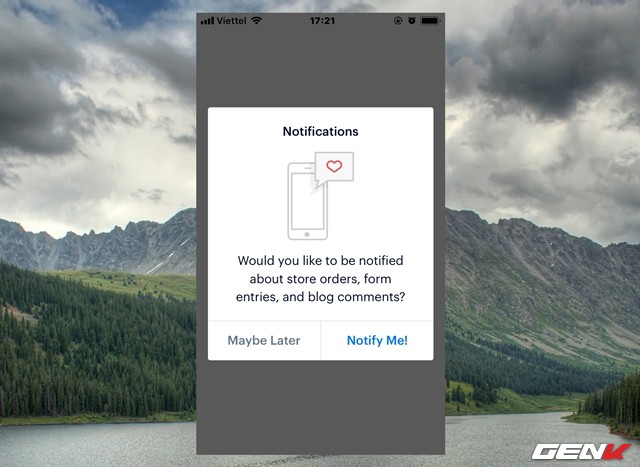 Viettel 17:21
Notifications
Would you like to be notified
about store orders, form
entries, and blog comments?
Maybe Later Notify Me!
GENK